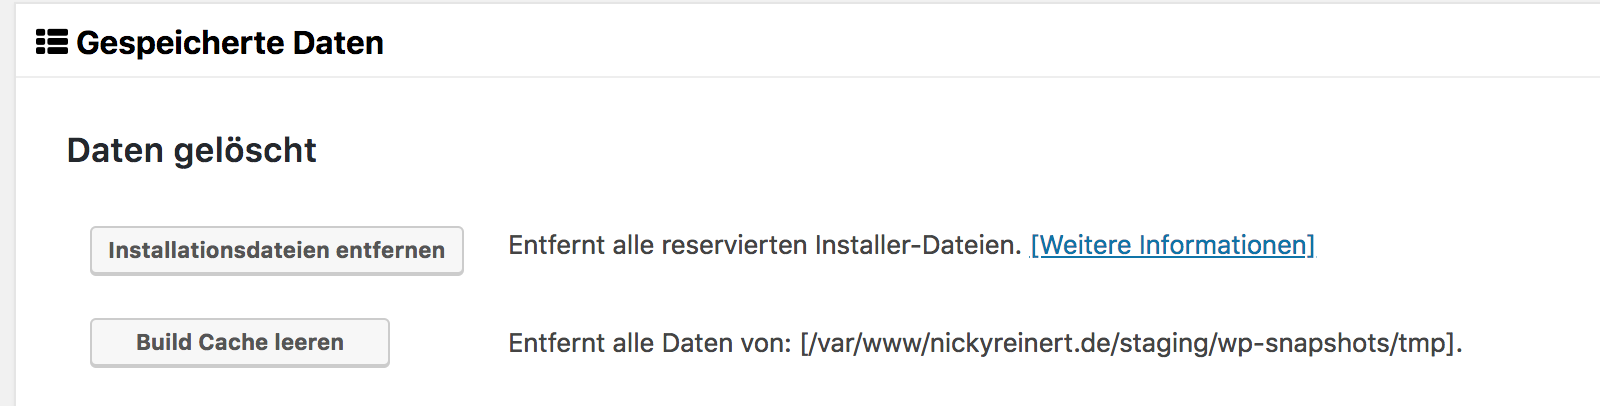 Gespeicherte Daten
Daten gelöscht
Installationsdateien entfernen
Entfernt alle reservierten Installer-Dateien. [Weitere Informationen]
Build Cache leeren
Entfernt alle Daten von: [/var/www/nickyreinert.de/staging/wp-snapshots/tmp].